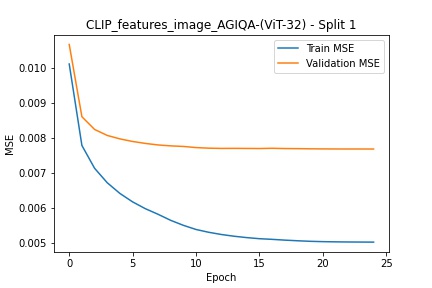 CLIP_features_image_AGIQA-(ViT-32) - Split 1
Train MSE
Validation MSE
MSE
0.010
0.009
0.008
0.007
0.006
0.005
0 5 10 15 20 25
Epoch